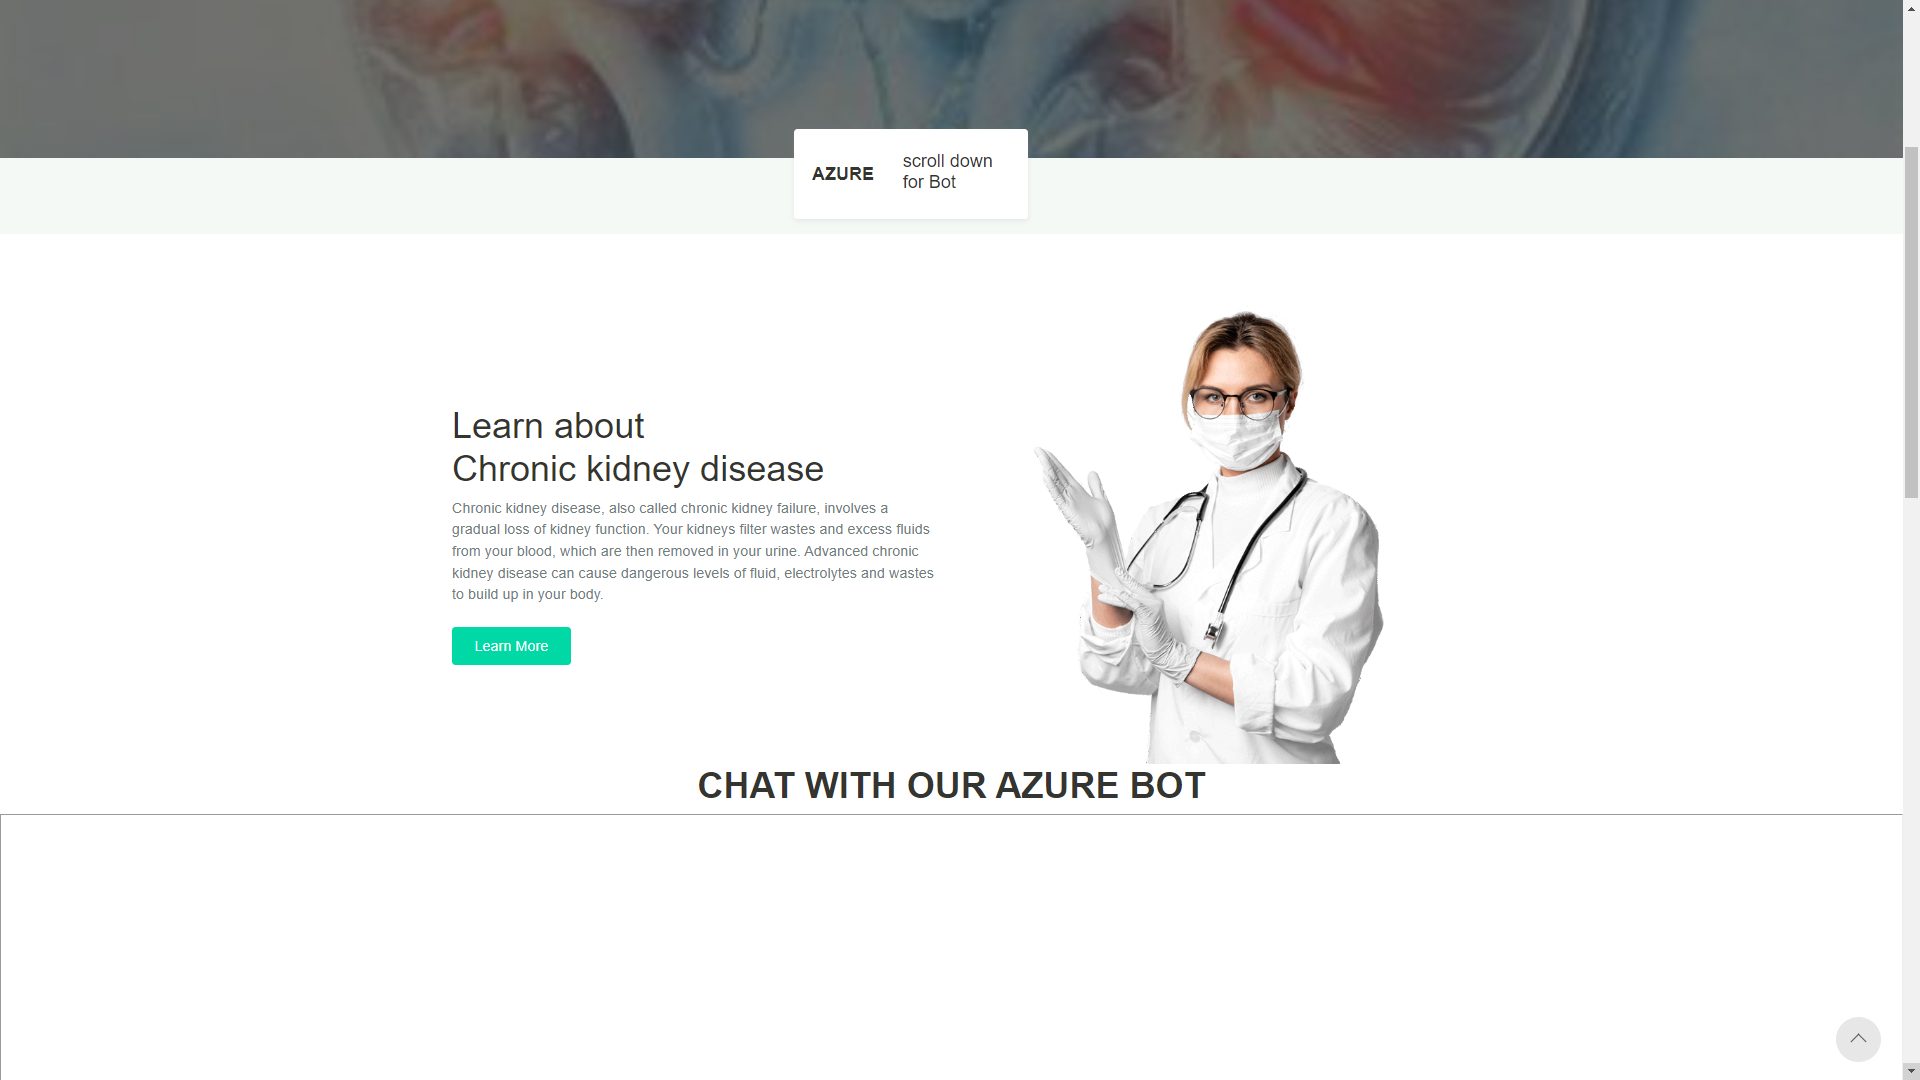 AZURE
scroll down
for Bot
Learn about
Chronic kidney disease
Chronic kidney disease, also called chronic kidney failure, involves a
gradual loss of kidney function. Your kidneys filter wastes and excess fluids
from your blood, which are then removed in your urine. Advanced chronic
kidney disease can cause dangerous levels of fluid, electrolytes and wastes
to build up in your body.
Learn More
CHAT WITH OUR AZURE BOT